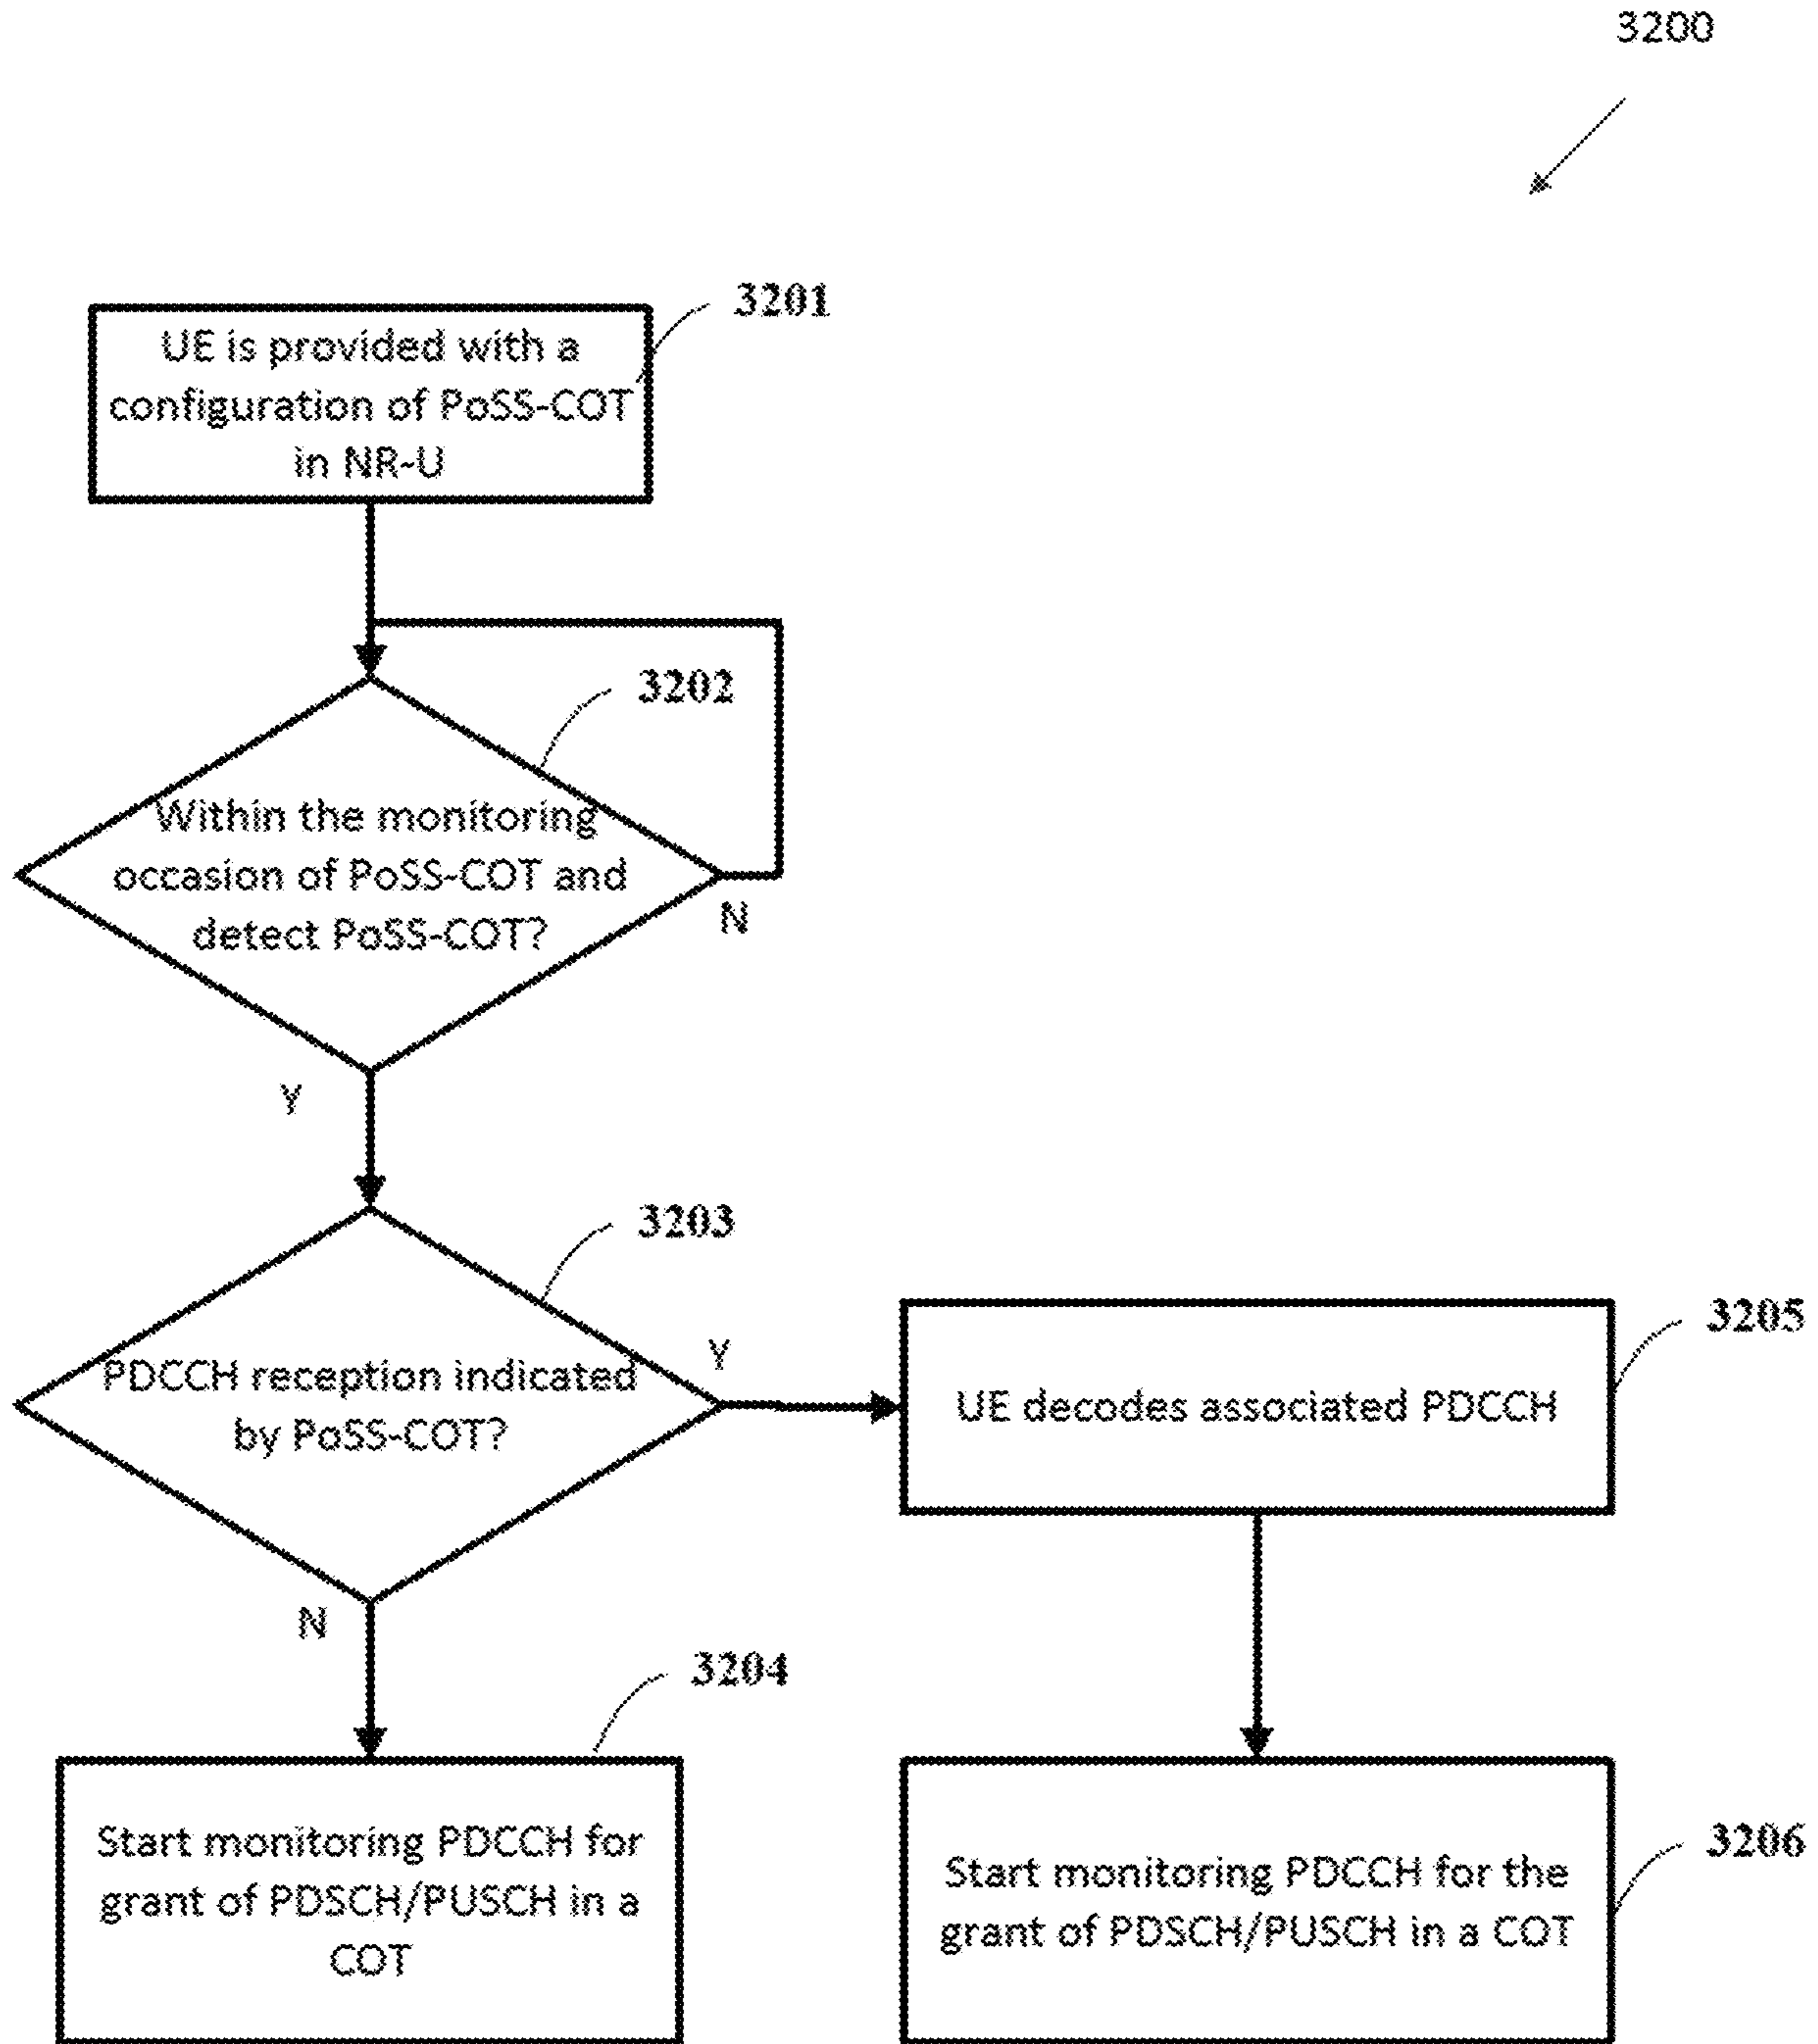 3200
3201
UE is provided with a
configuration of PoSS-COT
in NR-U
3202
Within the monitoring
occasion of PoSS-COT and
detect PoSS-COT?
N
Y
3203
PDCCH reception indicated
by PoSS-COT?
Y
N
3205
UE decodes associated PDCCH
3204
Start monitoring PDCCH for
grant of PDSCH/PUSCH in a
COT
3206
Start monitoring PDCCH for the
grant of PDSCH/PUSCH in a COT